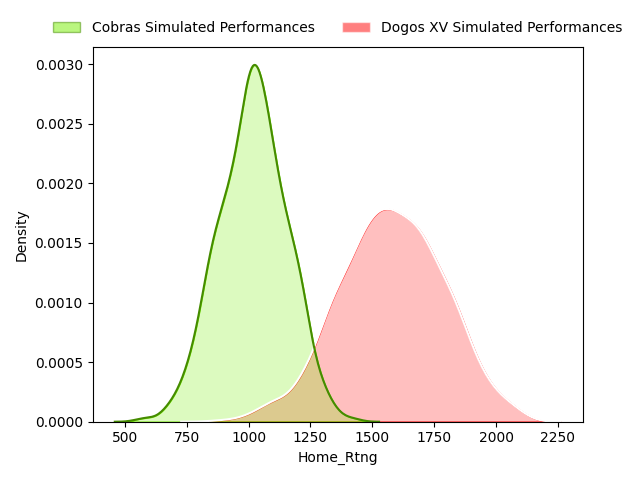 Cobras Simulated Performances
Dogos XV Simulated Performances
0.0030
0.0025
0.0020
0.0015
0.0010
0.0005
0.0000
Density
500 750 1000 1250 1500 1750 2000 2250
Home_Rtng